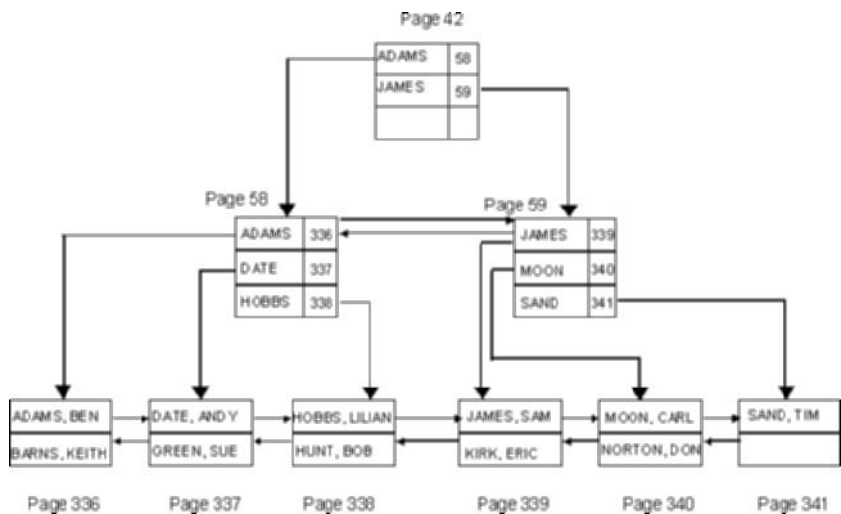 Page 42
ADAMS 58
JAMES 59
Page 58
ADAMS 336
DATE 337
HOBBS 338
Page 59
JAMES 339
MOON 340
SAND 341
ADAMS, BEN
BARNS, KEITH
DATE, ANDY
GREEN, SUE
HOBBS, LILIAN
HUNT, BOB
JAMES, SAM
KIRK, ERIC
MOON, CARL
NORTON, DON
SAND, TIM
Page 336
Page 337
Page 338
Page 339
Page 340
Page 341